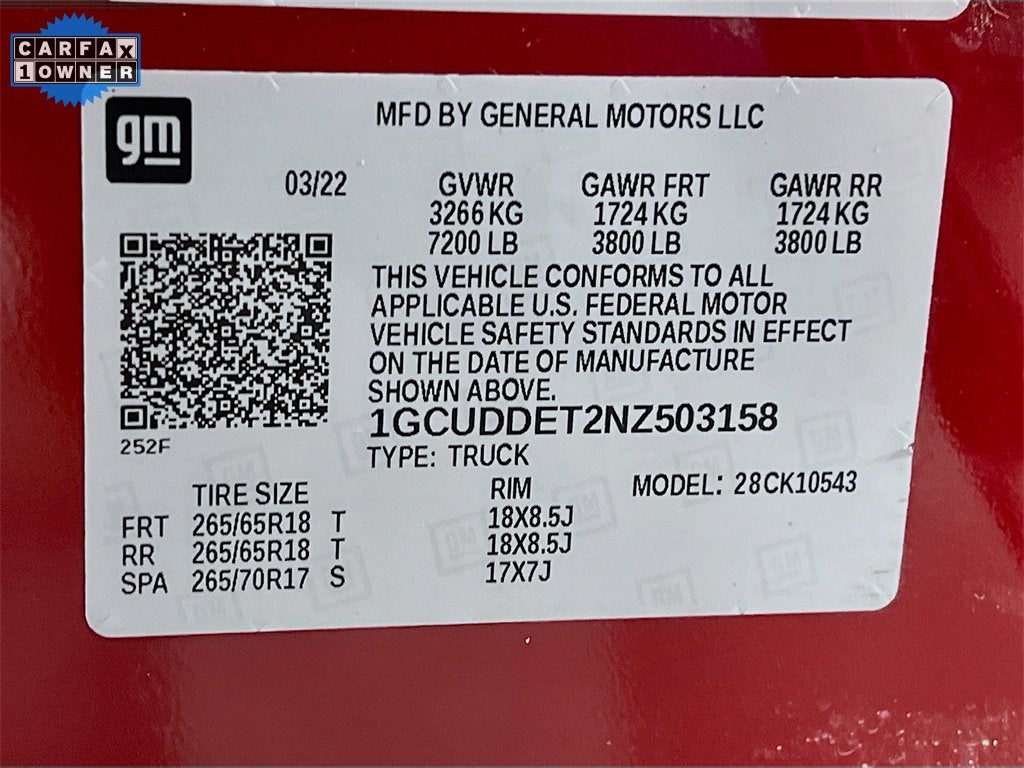 CARFAX
1 OWNER
gm
MFD BY GENERAL MOTORS LLC
03/22 GVWR GAWR FRT GAWR RR
3266 KG 1724 KG 1724 KG
7200 LB 3800 LB 3800 LB
THIS VEHICLE CONFORMS TO ALL
APPLICABLE U.S. FEDERAL MOTOR
VEHICLE SAFETY STANDARDS IN EFFECT
ON THE DATE OF MANUFACTURE
SHOWN ABOVE.
1GCUDDET2NZ503158
252F
TYPE: TRUCK
TIRE SIZE RIM MODEL: 28CK10543
FRT 265/65R18 T 18X8.5J
RR 265/65R18 T 18X8.5J
SPA 265/70R17 S 17X7J